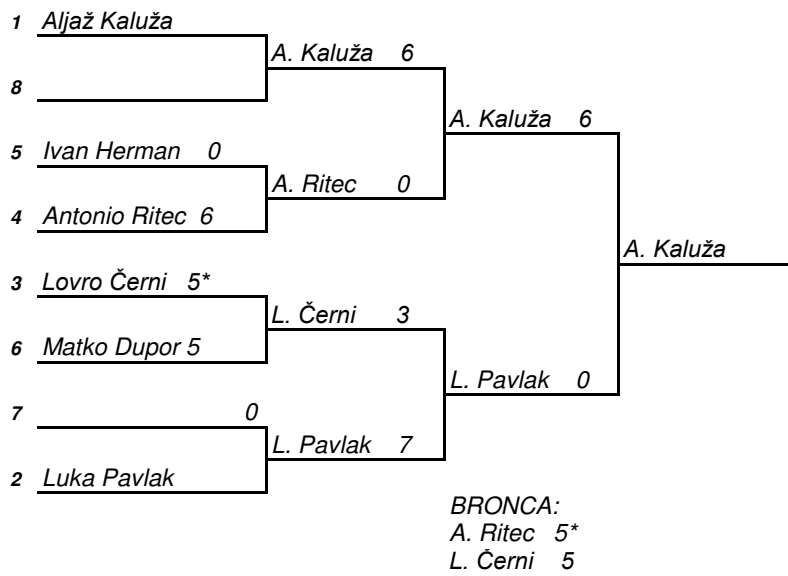 1 Aljaž Kaluža
A. Kaluža 6
8
A. Kaluža 6
5 Ivan Herman 0
A. Ritec 0
4 Antonio Ritec 6
A. Kaluža
3 Lovro Černi 5*
L. Černi 3
6 Matko Dupor 5
L. Pavlak 0
7 0
L. Pavlak 7
2 Luka Pavlak
BRONCA:
A. Ritec 5*
L. Černi 5